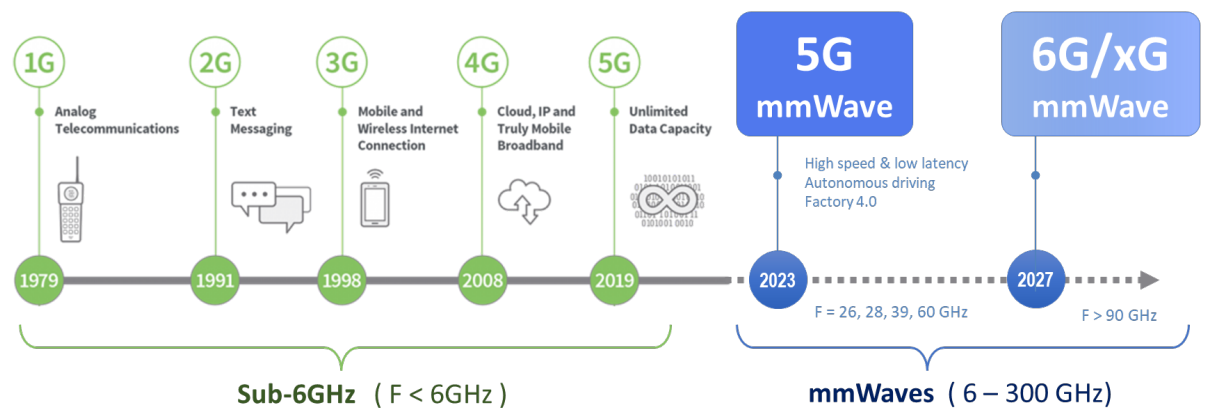 1G
Analog
Telecommunications
1979
2G
Text
Messaging
1991
3G
Mobile and
Wireless Internet
Connection
1998
4G
Cloud, IP and
Truly Mobile
Broadband
2008
5G
Unlimited
Data Capacity
10010101011
2019
5G
mmWave
High speed & low latency
Autonomous driving
Factory 4.0
2023
F = 26, 28, 39, 60 GHz
6G/xG
mmWave
2027
F > 90 GHz
Sub-6GHz ( F < 6GHz )
mmWaves ( 6 – 300 GHz)